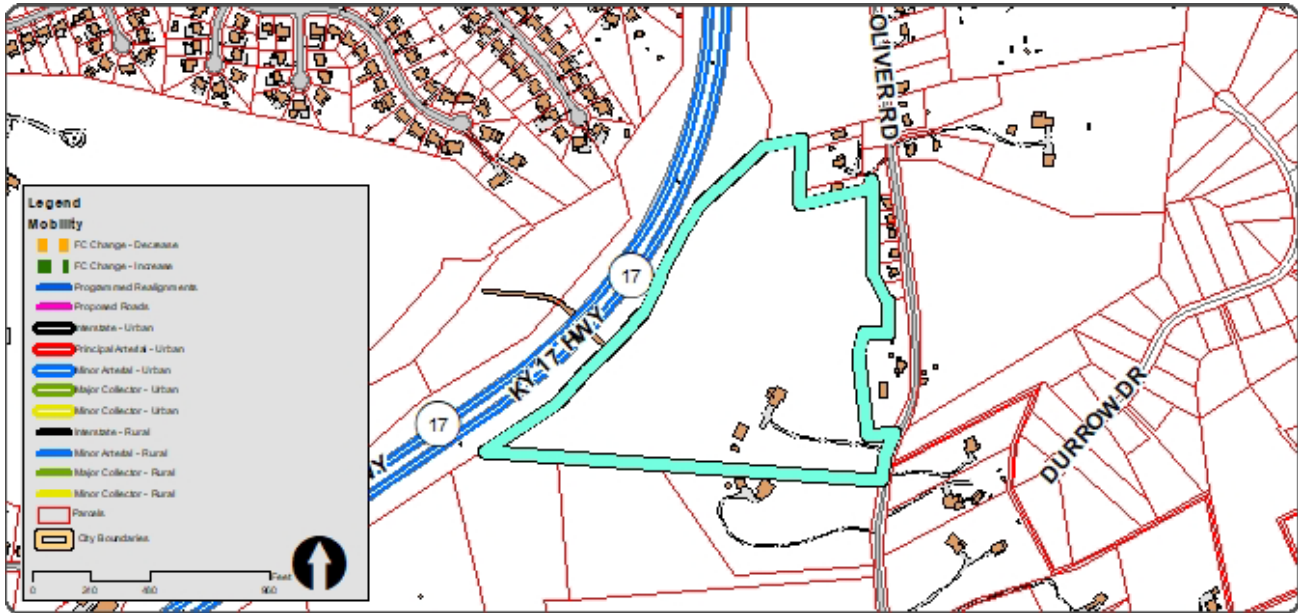 OLIVER RD
17
KY 17 HWY
17
WY
DURROW DR
Legend
Mobility
FC Change - Decrease
FC Change - Increase
Programmed Realignments
Proposed Roads
Interstate - Urban
Principal Arterial - Urban
Minor Arterial - Urban
Major Collector - Urban
Minor Collector - Urban
Interstate - Rural
Minor Arterial - Rural
Major Collector - Rural
Minor Collector - Rural
Parcels
City Boundaries
Feet
0 240 480 960